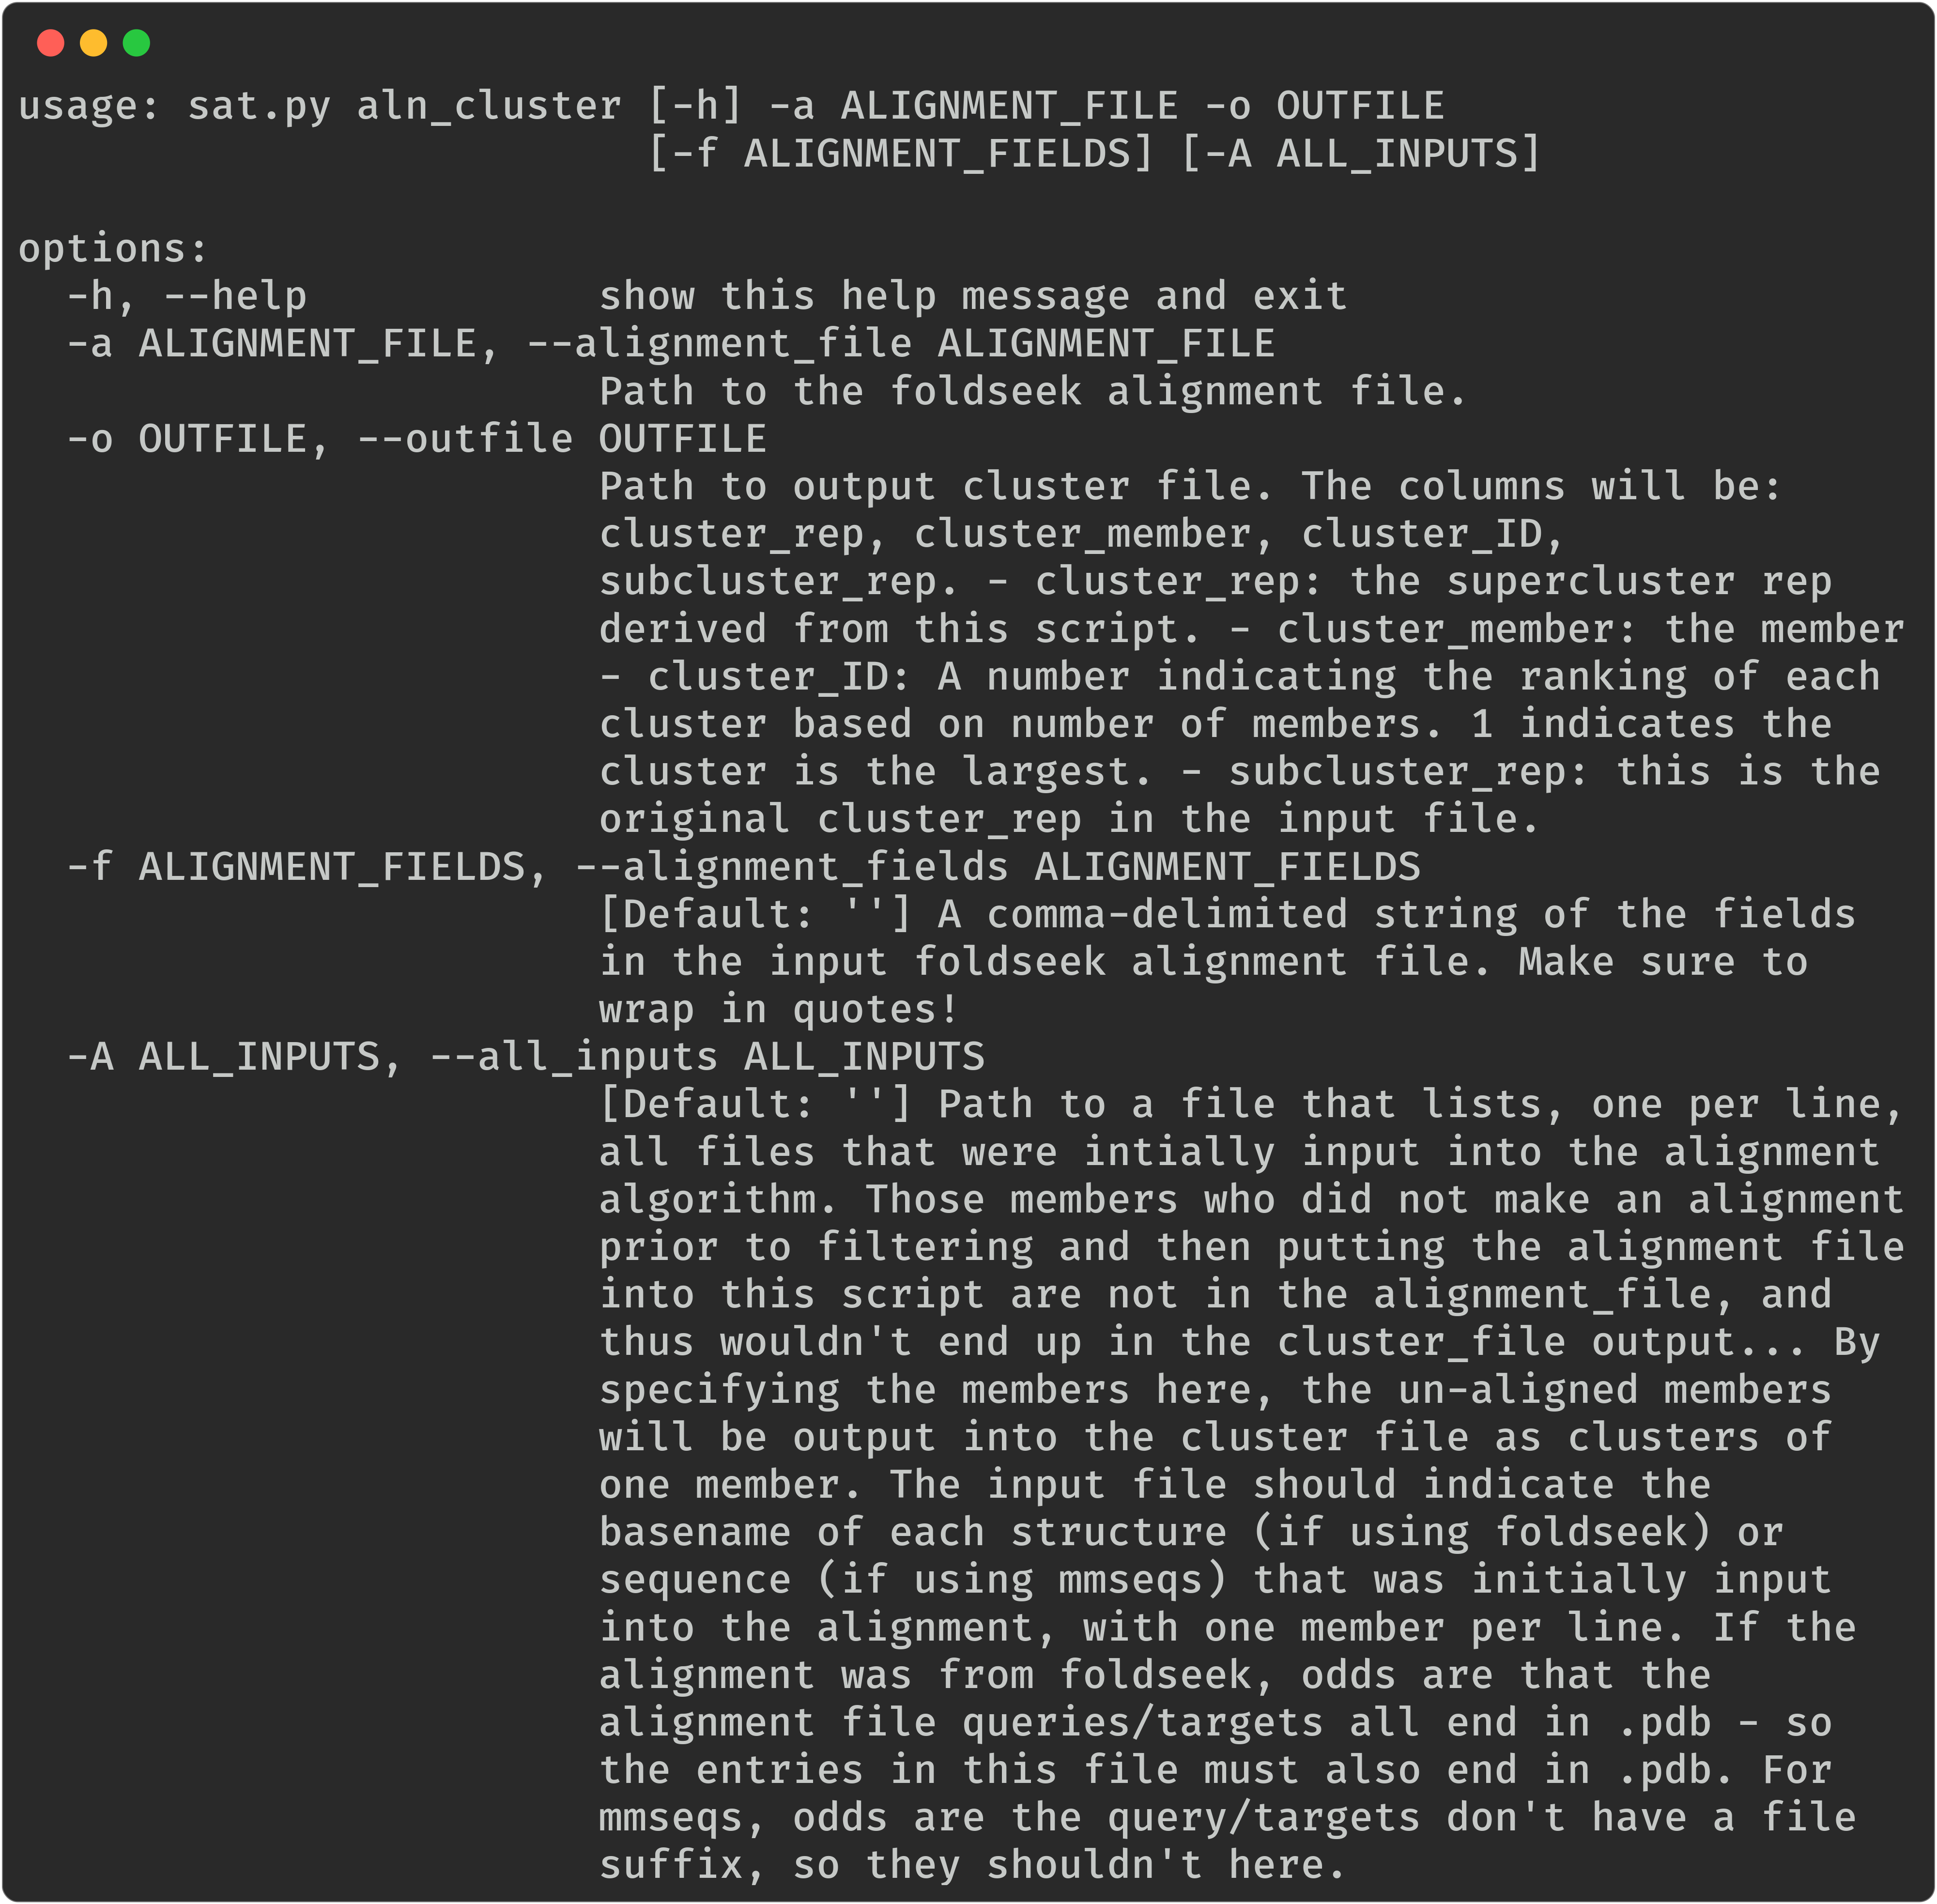 usage: sat.py aln_cluster [-h] -a ALIGNMENT_FILE -o OUTFILE
[-f ALIGNMENT_FIELDS] [-A ALL_INPUTS]
options:
-h, --help show this help message and exit
-a ALIGNMENT_FILE, --alignment_file ALIGNMENT_FILE
Path to the foldseek alignment file.
-o OUTFILE, --outfile OUTFILE
Path to output cluster file. The columns will be:
cluster_rep, cluster_member, cluster_ID,
subcluster_rep. - cluster_rep: the supercluster rep
derived from this script. - cluster_member: the member
- cluster_ID: A number indicating the ranking of each
cluster based on number of members. 1 indicates the
cluster is the largest. - subcluster_rep: this is the
original cluster_rep in the input file.
-f ALIGNMENT_FIELDS, --alignment_fields ALIGNMENT_FIELDS
[Default: ''] A comma-delimited string of the fields
in the input foldseek alignment file. Make sure to
wrap in quotes!
-A ALL_INPUTS, --all_inputs ALL_INPUTS
[Default: ''] Path to a file that lists, one per line,
all files that were intially input into the alignment
algorithm. Those members who did not make an alignment
prior to filtering and then putting the alignment file
into this script are not in the alignment_file, and
thus wouldn't end up in the cluster_file output... By
specifying the members here, the un-aligned members
will be output into the cluster file as clusters of
one member. The input file should indicate the
basename of each structure (if using foldseek) or
sequence (if using mmseqs) that was initially input
into the alignment, with one member per line. If the
alignment was from foldseek, odds are that the
alignment file queries/targets all end in .pdb - so
the entries in this file must also end in .pdb. For
mmseqs, odds are the query/targets don't have a file
suffix, so they shouldn't here.